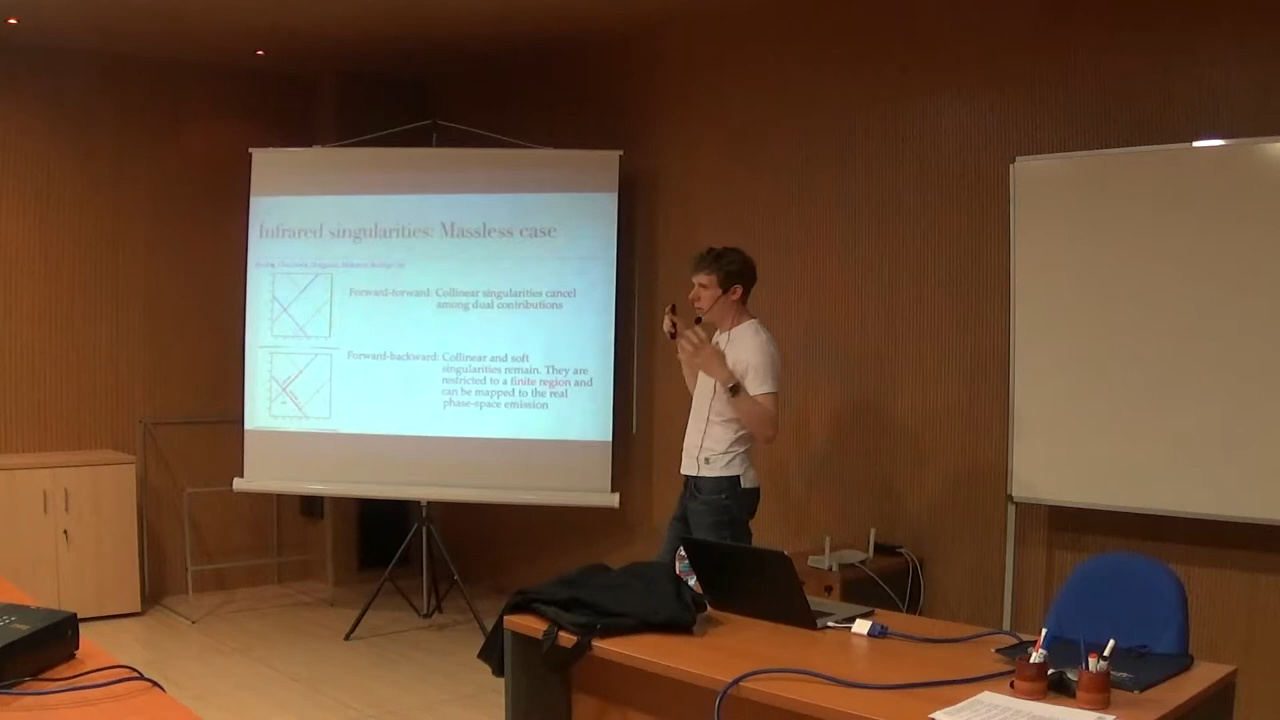 Infrared singularities: Massless case
Forward-forward: Collinear singularities cancel
among dual contributions
Forward-backward: Collinear and soft
singularities remain. They are
restricted to a finite region and
can be mapped to the real
phase-space emission